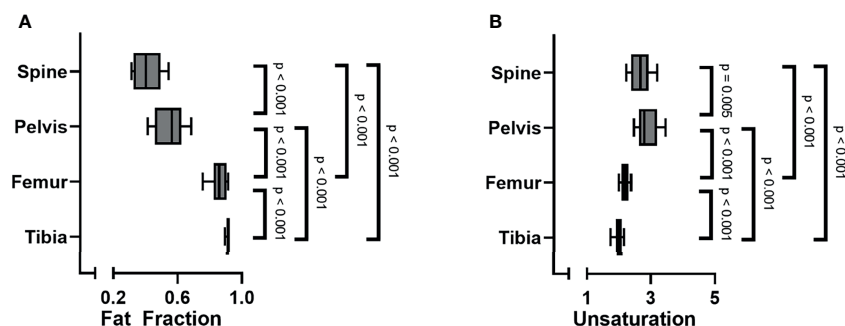 A
Spine
Pelvis
Femur
Tibia
p < 0.001
p < 0.001
p < 0.001
p < 0.001
p < 0.001
p < 0.001
0.2 0.6 1.0
Fat Fraction
B
Spine
Pelvis
Femur
Tibia
p = 0.005
p < 0.001
p < 0.001
p < 0.001
p < 0.001
p < 0.001
1 3 5
Unsaturation